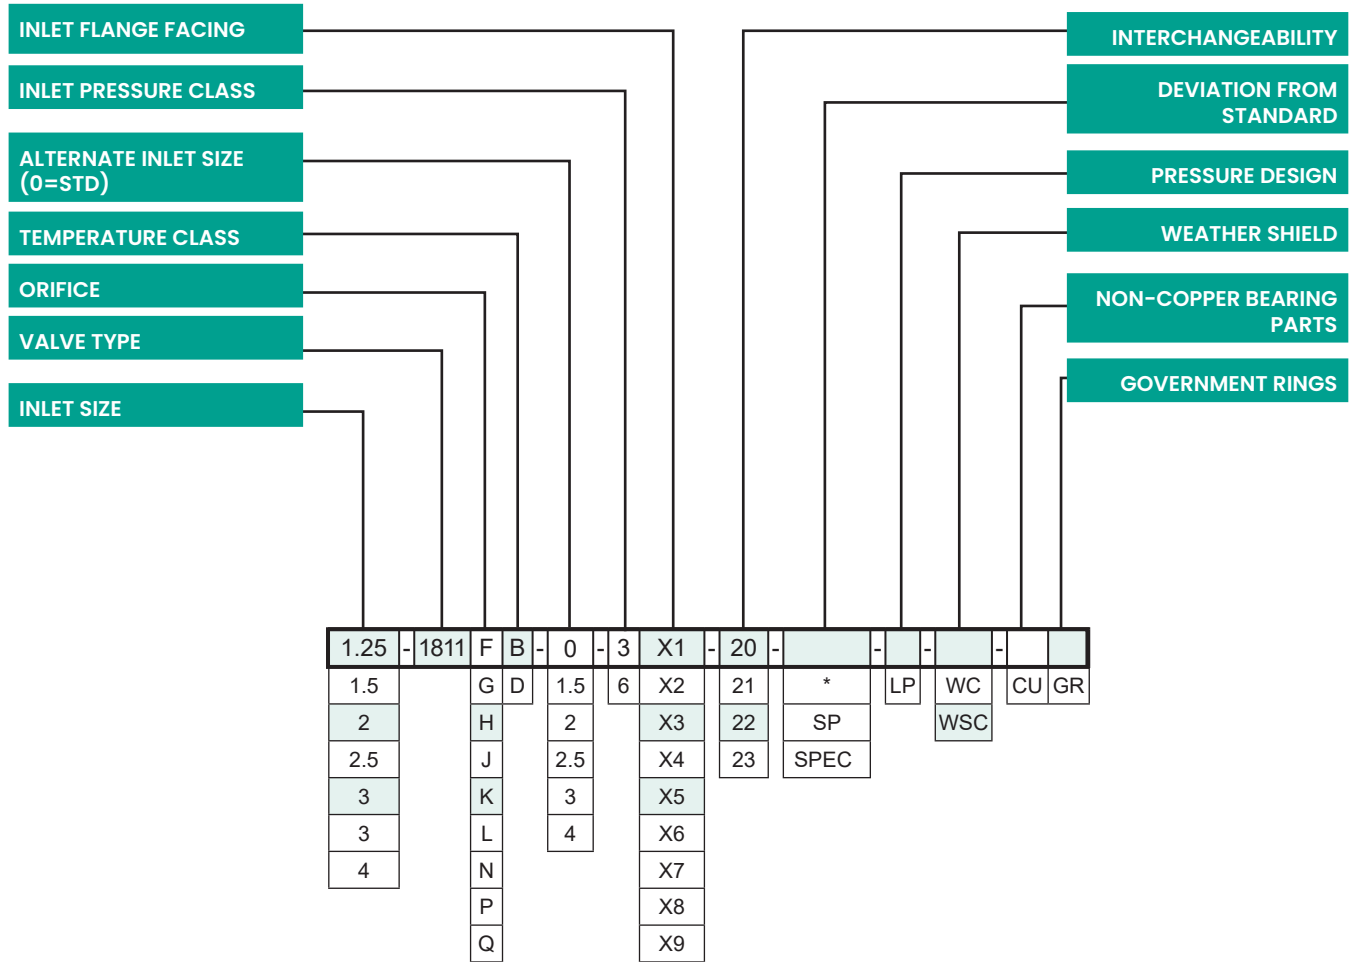 INLET FLANGE FACING
INLET PRESSURE CLASS
ALTERNATE INLET SIZE
(0=STD)
TEMPERATURE CLASS
ORIFICE
VALVE TYPE
INLET SIZE
INTERCHANGEABILITY
DEVIATION FROM
STANDARD
PRESSURE DESIGN
WEATHER SHIELD
NON-COPPER BEARING
PARTS
GOVERNMENT RINGS
1.25 - 1811 F B - 0 - 3 X1 - 20 - - - -
1.5 G D 1.5 6 X2 21 * LP WC CU GR
2 H 2 X3 22 SP WSC
2.5 J 2.5 X4 23 SPEC
3 K 3 X5
3 L 4 X6
4 N X7
P X8
Q X9